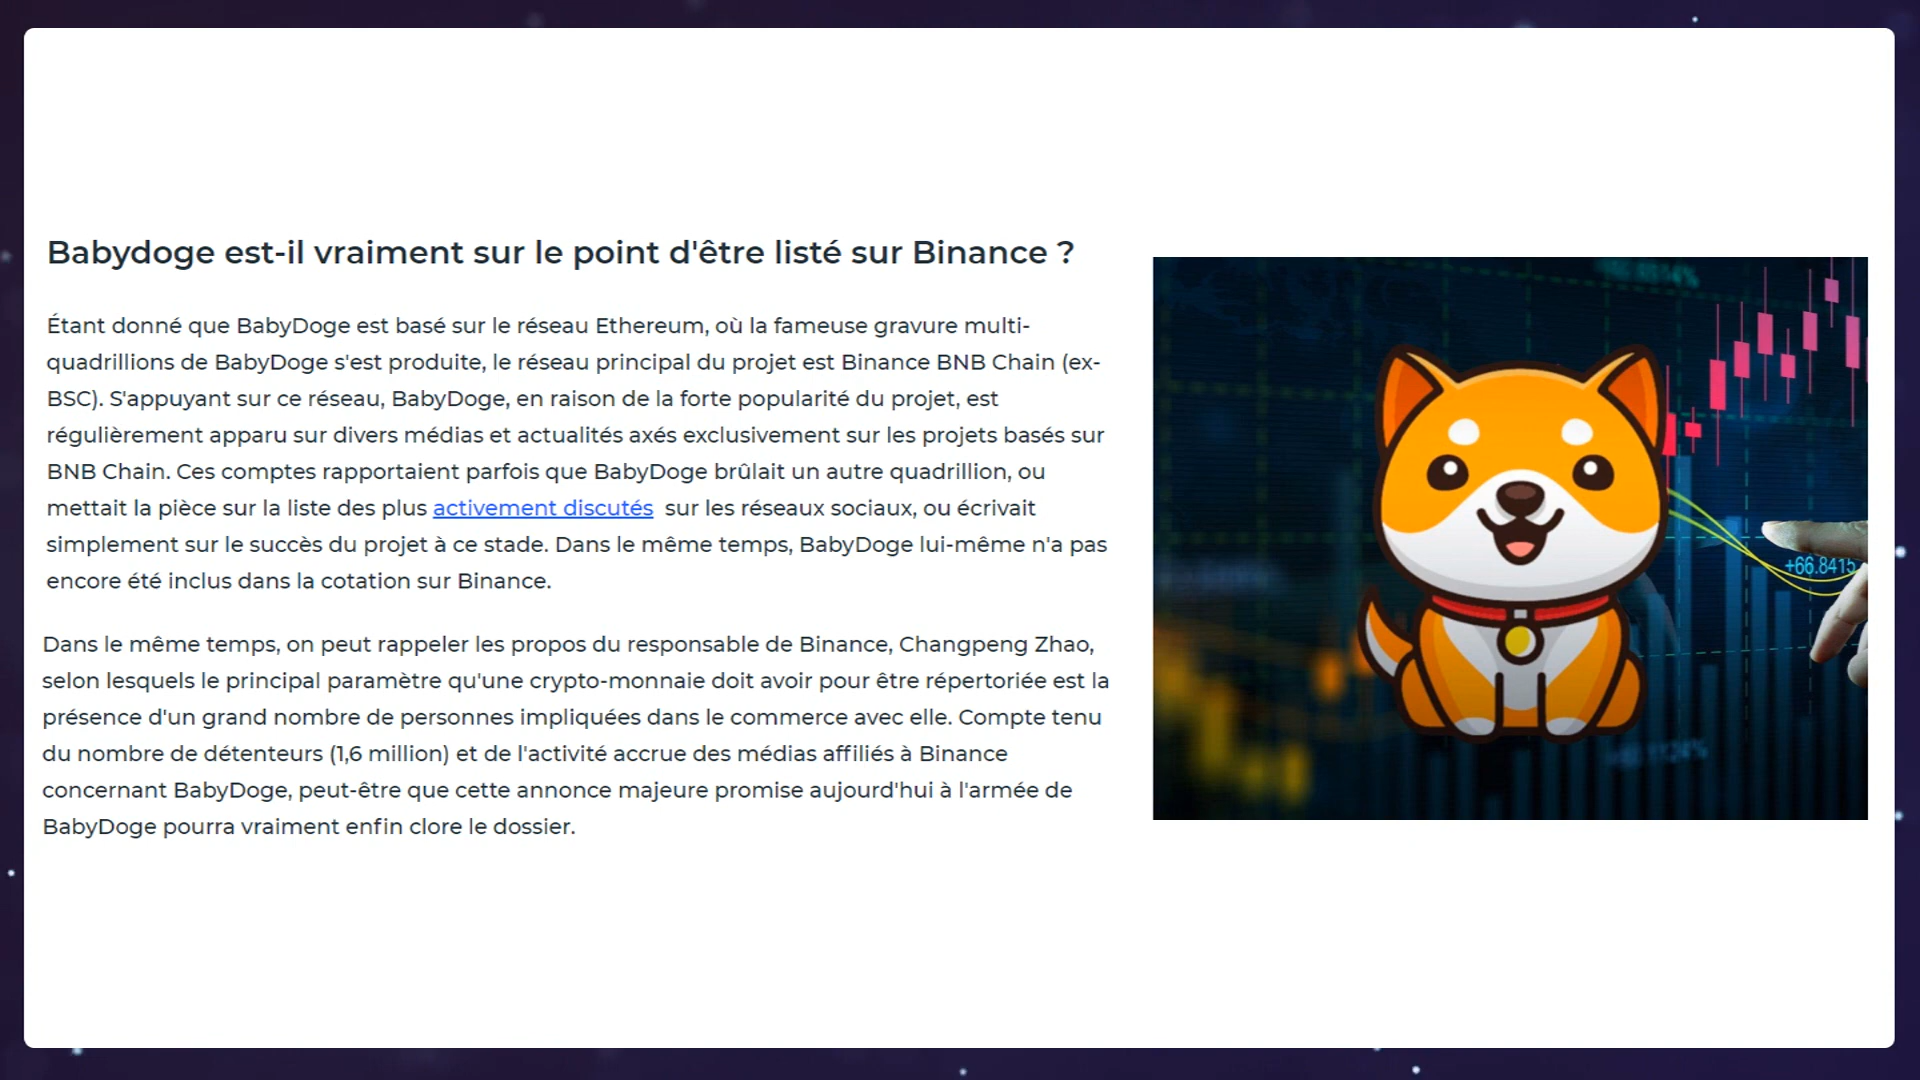 Babydoge est-il vraiment sur le point d'être listé sur Binance ?
Étant donné que BabyDoge est basé sur le réseau Ethereum, où la fameuse gravure multi-
quadrillions de BabyDoge s'est produite, le réseau principal du projet est Binance BNB Chain (ex-
BSC). S'appuyant sur ce réseau, BabyDoge, en raison de la forte popularité du projet, est
régulièrement apparu sur divers médias et actualités axés exclusivement sur les projets basés sur
BNB Chain. Ces comptes rapportaient parfois que BabyDoge brûlait un autre quadrillion, ou
mettait la pièce sur la liste des plus activement discutés sur les réseaux sociaux, ou écrivait
simplement sur le succès du projet à ce stade. Dans le même temps, BabyDoge lui-même n'a pas
encore été inclus dans la cotation sur Binance.
Dans le même temps, on peut rappeler les propos du responsable de Binance, Changpeng Zhao,
selon lesquels le principal paramètre qu'une crypto-monnaie doit avoir pour être répertoriée est la
présence d'un grand nombre de personnes impliquées dans le commerce avec elle. Compte tenu
du nombre de détenteurs (1,6 million) et de l'activité accrue des médias affiliés à Binance
concernant BabyDoge, peut-être que cette annonce majeure promise aujourd'hui à l'armée de
BabyDoge pourra vraiment enfin clore le dossier.
+66.8415